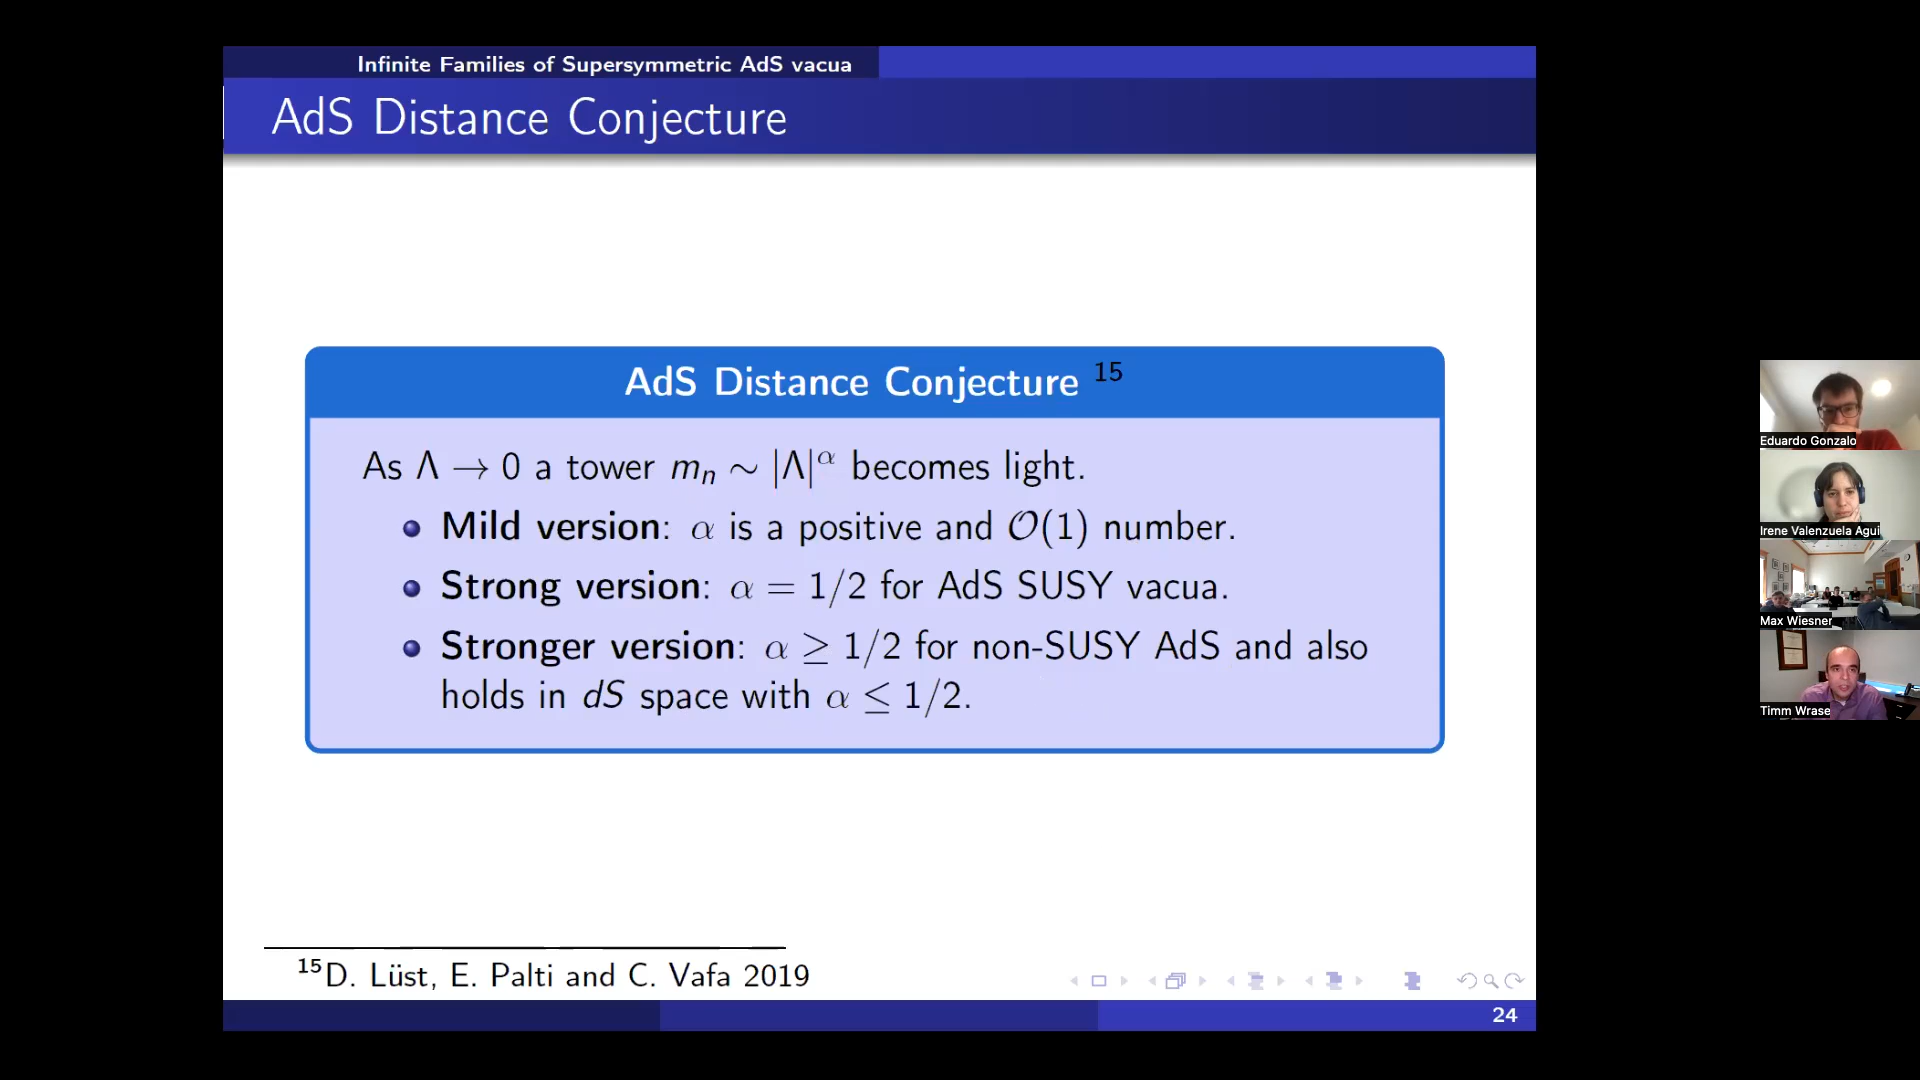 Infinite Families of Supersymmetric AdS vacua
AdS Distance Conjecture
AdS Distance Conjecture 15
As Λ → 0 a tower mₙ ∼ |Λ|^α becomes light.
Mild version: α is a positive and 𝒪(1) number.
Strong version: α = 1/2 for AdS SUSY vacua.
Stronger version: α ≥ 1/2 for non-SUSY AdS and also
holds in dS space with α ≤ 1/2.
15 D. Lüst, E. Palti and C. Vafa 2019
24
Eduardo Gonzalo
Irene Valenzuela Agui
Max Wiesner
Timm Wrase